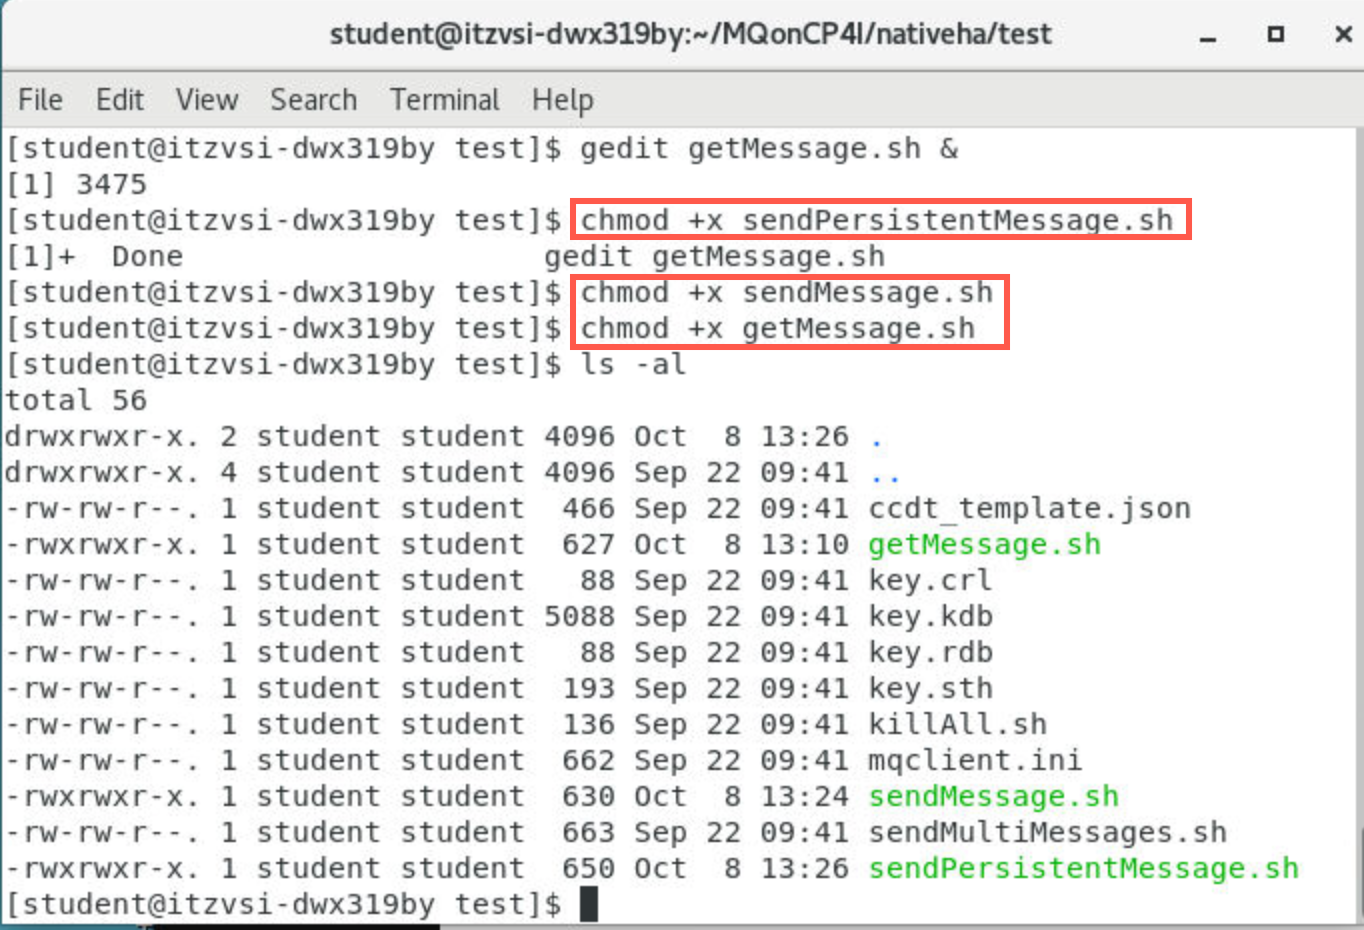 student@itzvsi-dwx319by:~/MQonCP4I/nativeha/test
File Edit View Search Terminal Help
[student@itzvsi-dwx319by test]$ gedit getMessage.sh &
[1] 3475
[student@itzvsi-dwx319by test]$ chmod +x sendPersistentMessage.sh
[1]+  Done                    gedit getMessage.sh
[student@itzvsi-dwx319by test]$ chmod +x sendMessage.sh
[student@itzvsi-dwx319by test]$ chmod +x getMessage.sh
[student@itzvsi-dwx319by test]$ ls -al
total 56
drwxrwxr-x. 2 student student 4096 Oct  8 13:26 .
drwxrwxr-x. 4 student student 4096 Sep 22 09:41 ..
-rw-rw-r--. 1 student student  466 Sep 22 09:41 ccdt_template.json
-rwxrwxr-x. 1 student student  627 Oct  8 13:10 getMessage.sh
-rw-rw-r--. 1 student student   88 Sep 22 09:41 key.crl
-rw-rw-r--. 1 student student 5088 Sep 22 09:41 key.kdb
-rw-rw-r--. 1 student student   88 Sep 22 09:41 key.rdb
-rw-rw-r--. 1 student student  193 Sep 22 09:41 key.sth
-rw-rw-r--. 1 student student  136 Sep 22 09:41 killAll.sh
-rw-rw-r--. 1 student student  662 Sep 22 09:41 mqclient.ini
-rwxrwxr-x. 1 student student  630 Oct  8 13:24 sendMessage.sh
-rw-rw-r--. 1 student student  663 Sep 22 09:41 sendMultiMessages.sh
-rwxrwxr-x. 1 student student  650 Oct  8 13:26 sendPersistentMessage.sh
[student@itzvsi-dwx319by test]$